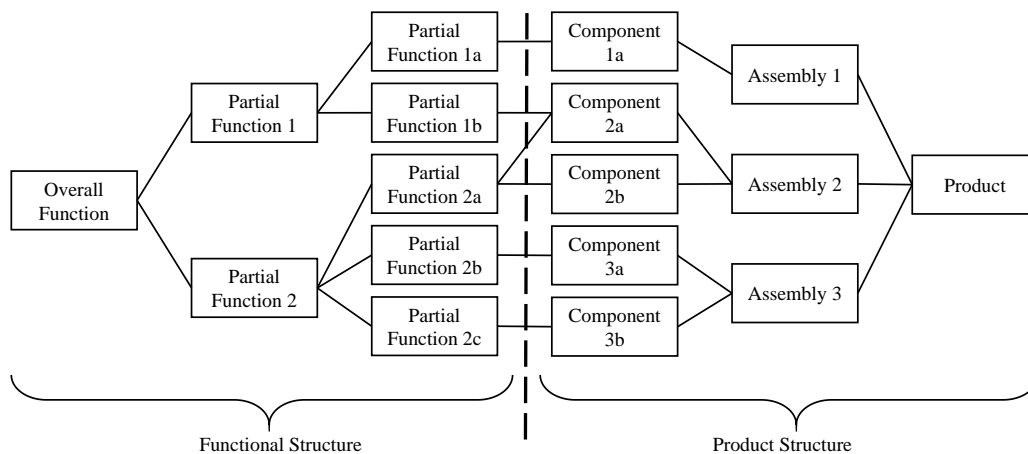 Partial
Function 1a
Component
1a
Assembly 1
Partial
Function 1
Partial
Function 1b
Component
2a
Overall
Function
Partial
Function 2a
Component
2b
Assembly 2
Product
Partial
Function 2
Partial
Function 2b
Component
3a
Assembly 3
Partial
Function 2c
Component
3b
Functional Structure
Product Structure